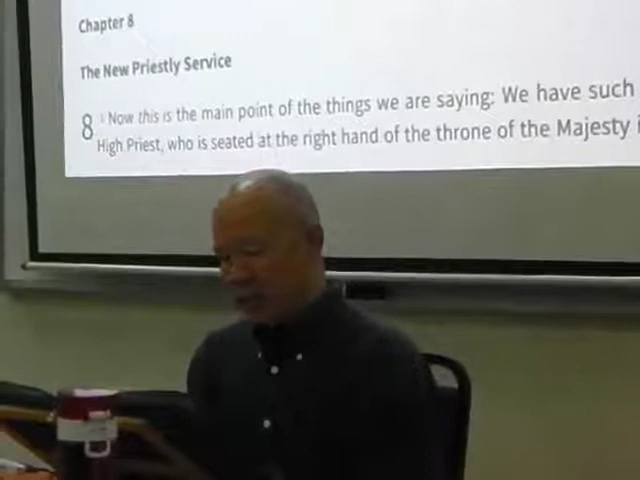 Chapter 8
The New Priestly Service
8 1 Now this is the main point of the things we are saying: We have such
High Priest, who is seated at the right hand of the throne of the Majesty